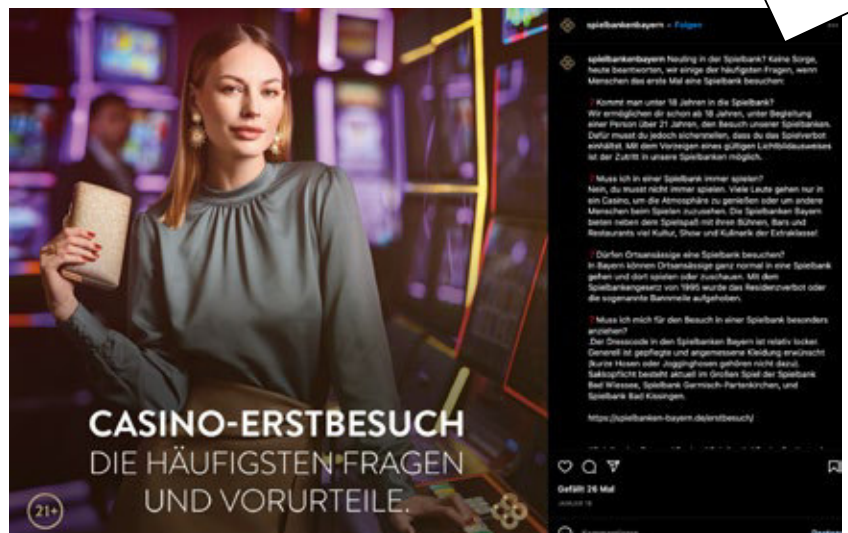 CASINO-ERSTBESUCH
DIE HÄUFIGSTEN FRAGEN
UND VORURTEILE.
21+
spielbankenbayern • Folgen
spielbankenbayern Neuling in der Spielbank? Keine Sorge,
heute beantworten, wir einige der häufigsten Fragen, wenn
Menschen das erste Mal eine Spielbank besuchen:
❓Kommt man unter 18 Jahren in die Spielbank?
Wir ermöglichen dir schon ab 18 Jahren, unter Begleitung
einer Person über 21 Jahren, den Besuch unserer Spielbanken.
Dafür musst du jedoch sicherstellen, dass du das Spielverbot
einhältst. Mit dem Vorzeigen eines gültigen Lichtbildausweises
ist der Zutritt in unsere Spielbanken möglich.
❓Muss ich in einer Spielbank immer spielen?
Nein, du musst nicht immer spielen. Viele Leute gehen nur in
ein Casino, um die Atmosphäre zu genießen oder um andere
Menschen beim Spielen zuzusehen. Die Spielbanken Bayern
bieten neben dem Spielspaß mit ihren Bühnen, Bars und
Restaurants viel Kultur, Show und Kulinarik der Extraklasse!
❓Dürfen Ortsansässige eine Spielbank besuchen?
In Bayern können Ortsansässige ganz normal in eine Spielbank
gehen und dort spielen oder zuschauen. Mit dem
Spielbankengesetz von 1995 wurde das Residenzverbot oder
die sogenannte Bannmeile aufgehoben.
❓Muss ich mich für den Besuch in einer Spielbank besonders
anziehen?
.Der Dresscode in den Spielbanken Bayern ist relativ locker.
Generell ist gepflegte und angemessene Kleidung erwünscht
(kurze Hosen oder Jogginghosen gehören nicht dazu).
Sakkopflicht besteht aktuell im Großen Spiel der Spielbank
Bad Wiessee, Spielbank Garmisch-Partenkirchen, und
Spielbank Bad Kissingen.
https://spielbanken-bayern.de/erstbesuch/
Gefällt 26 Mal